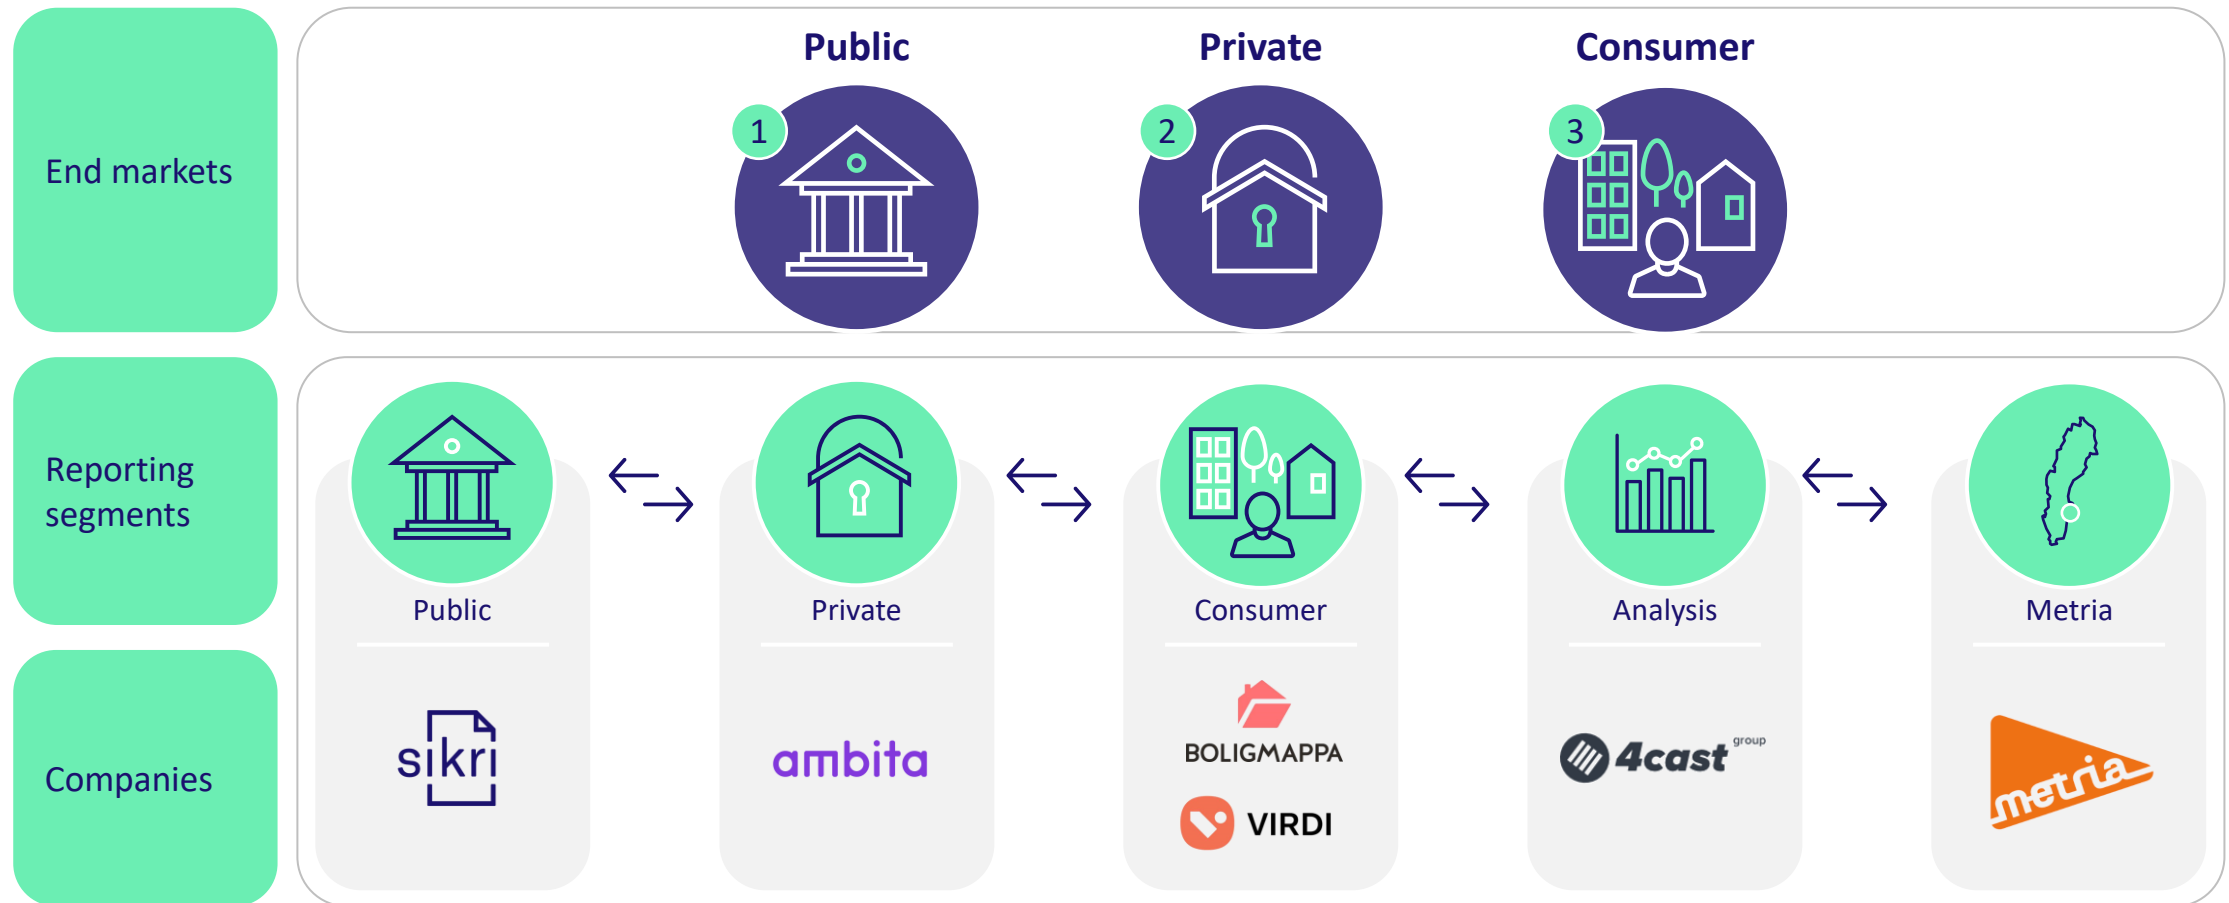 End markets
Public
Private
Consumer
1
2
3
Reporting
segments
Public
Private
Consumer
Analysis
Metria
Companies
sikri
ambita
BOLIGMAPPA
VIRDI
4cast group
metria